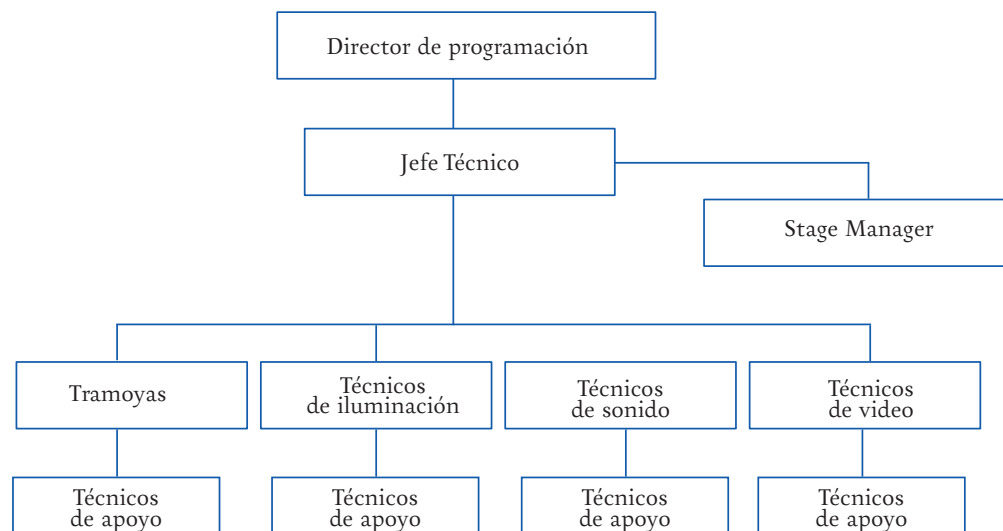 Director de programación
Jefe Técnico
Stage Manager
Tramoyas
Técnicos
de iluminación
Técnicos
de sonido
Técnicos
de video
Técnicos
de apoyo
Técnicos
de apoyo
Técnicos
de apoyo
Técnicos
de apoyo